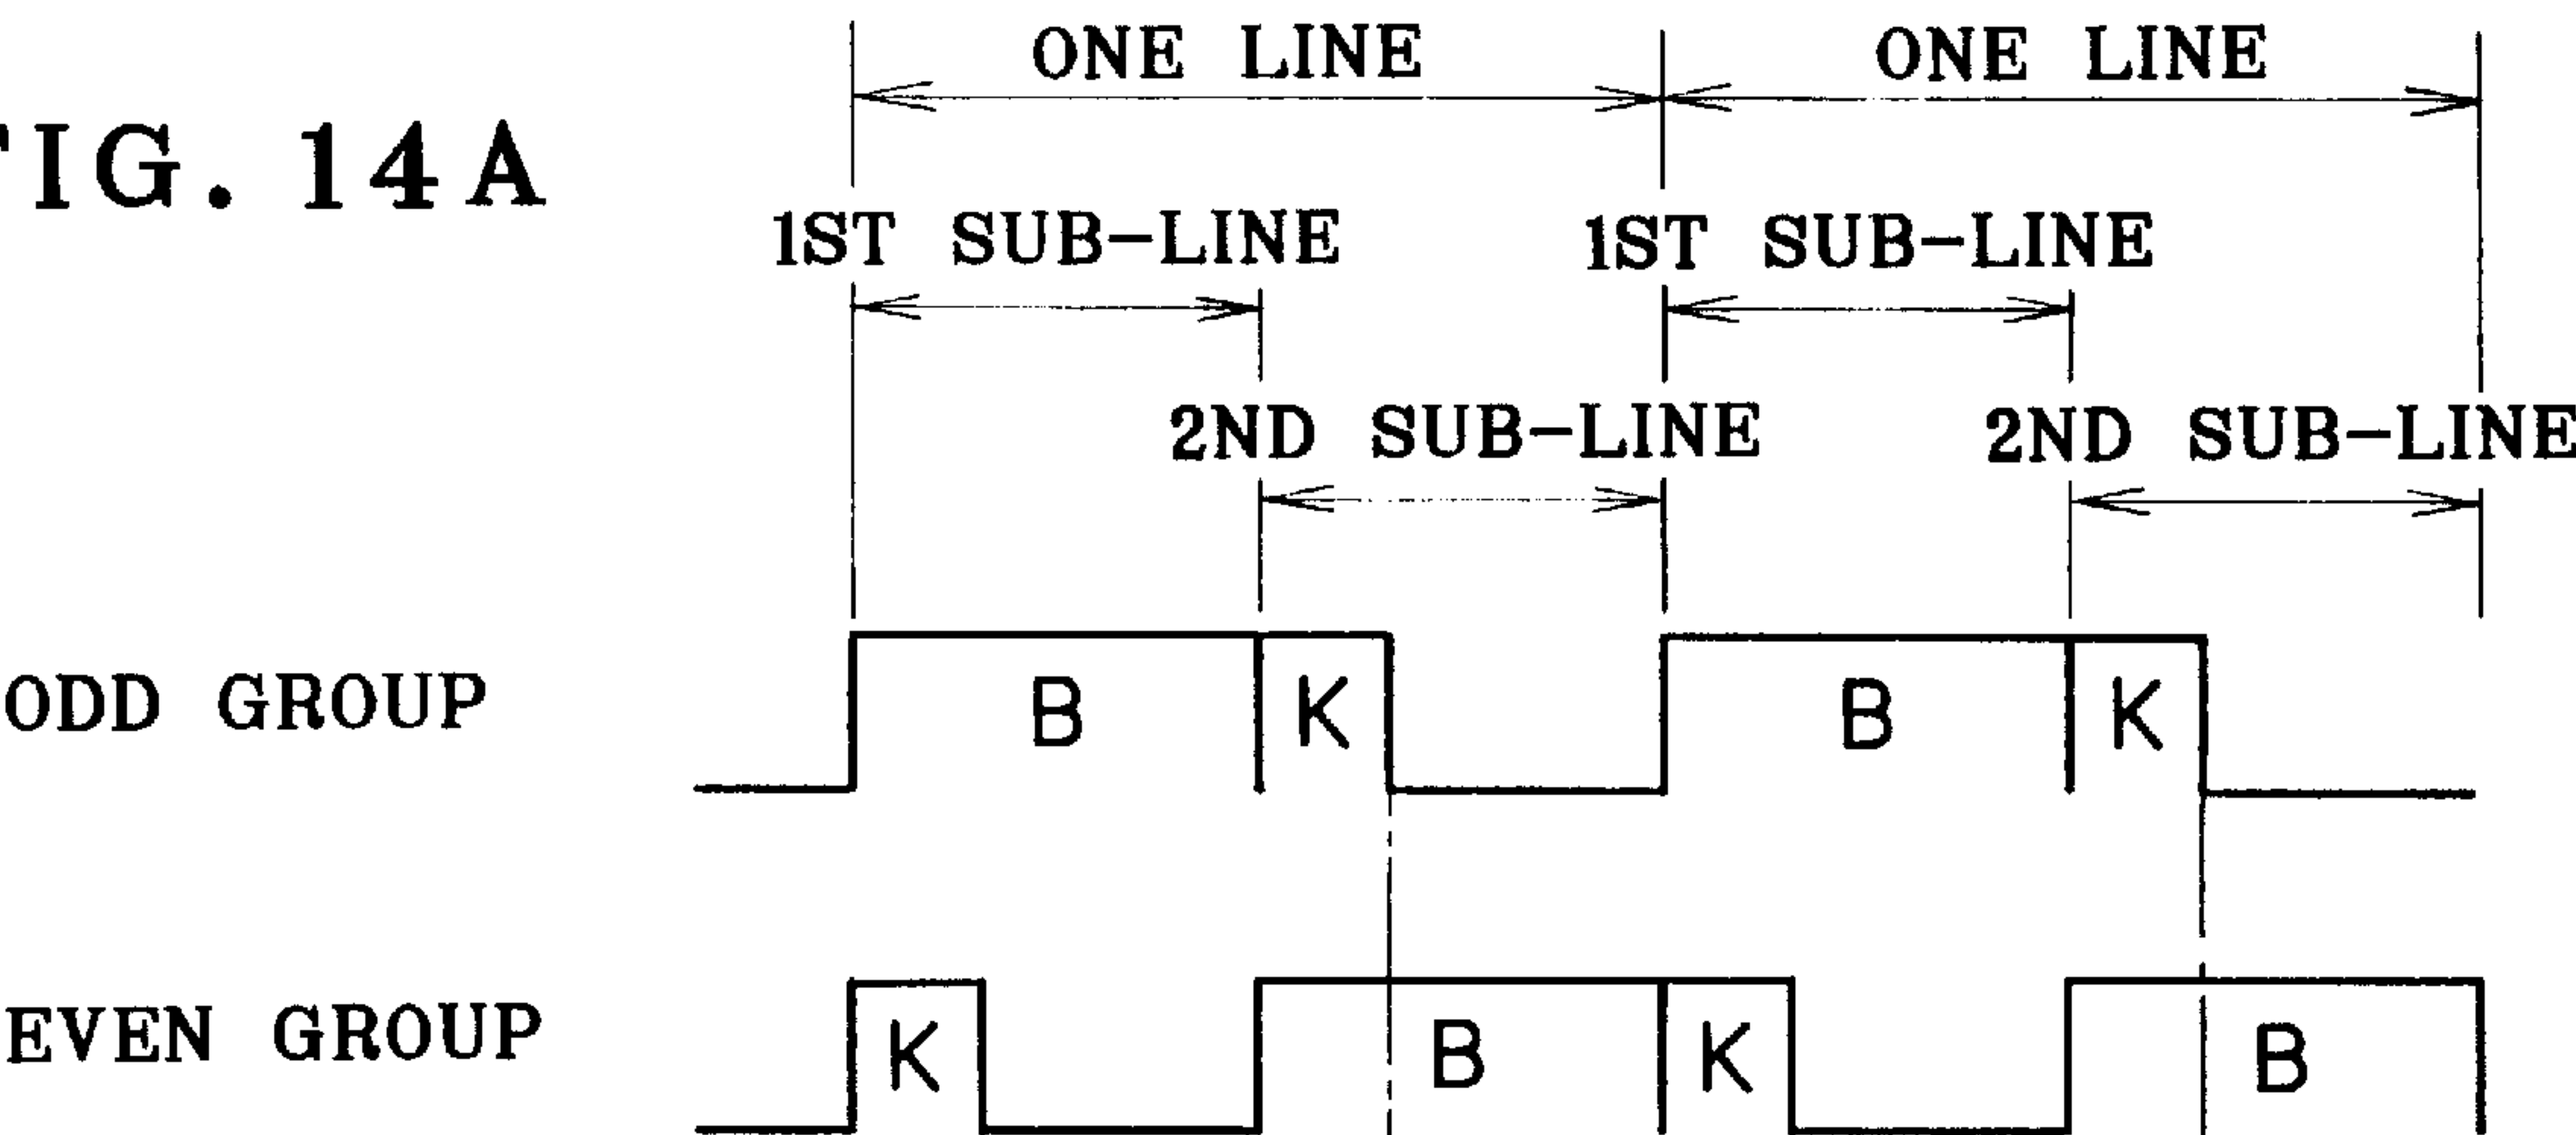 ONE LINE ONE LINE
FIG. 14A
1ST SUB-LINE 1ST SUB-LINE
2ND SUB-LINE 2ND SUB-LINE
ODD GROUP B K B K
EVEN GROUP K B K B